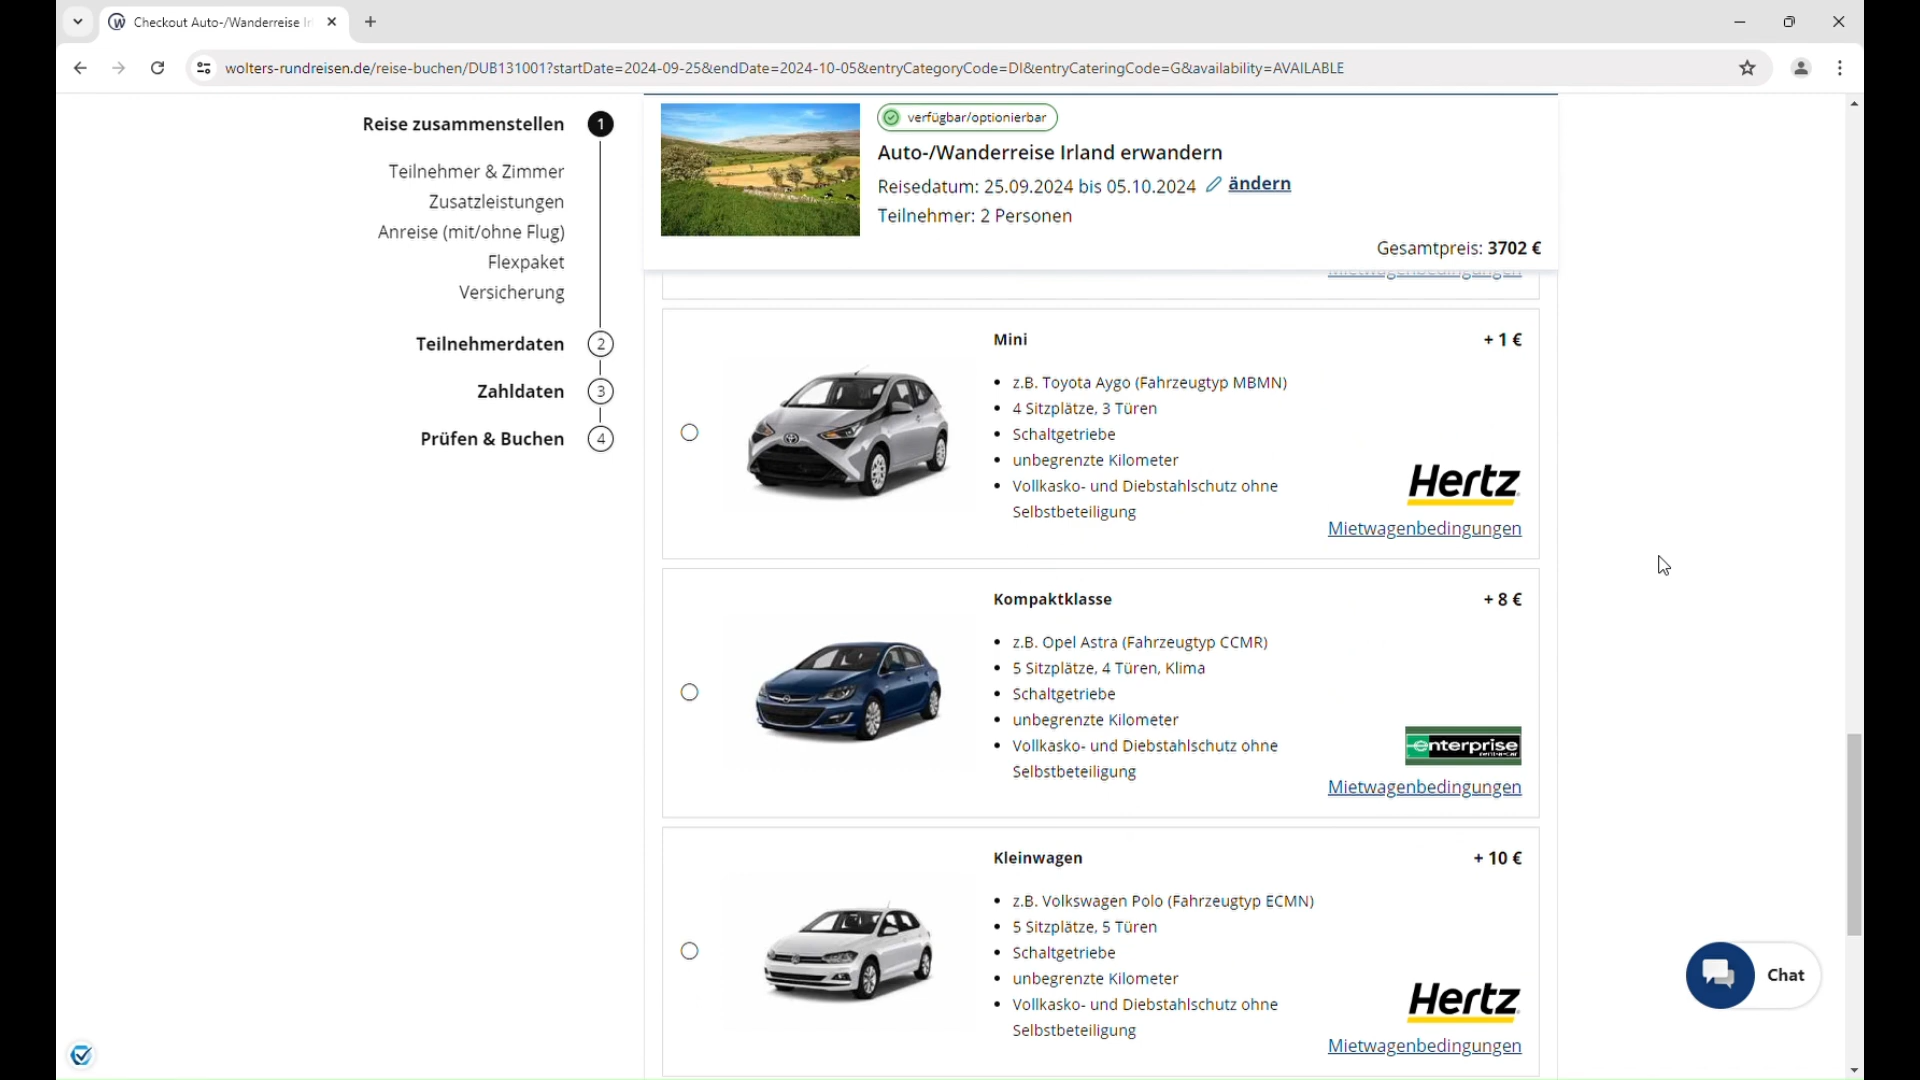 Checkout Auto-/Wanderreise Ir
wolters-rundreisen.de/reise-buchen/DUB131001?startDate=2024-09-25&endDate=2024-10-05&entryCategoryCode=DI&entryCateringCode=G&availability=AVAILABLE
Reise zusammenstellen 1
Teilnehmer & Zimmer
Zusatzleistungen
Anreise (mit/ohne Flug)
Flexpaket
Versicherung
Teilnehmerdaten 2
Zahldaten 3
Prüfen & Buchen 4
verfügbar/optionierbar
Auto-/Wanderreise Irland erwandern
Reisedatum: 25.09.2024 bis 05.10.2024 ändern
Teilnehmer: 2 Personen
Gesamtpreis: 3702 €
Mietwagenbedingungen
Mini + 1 €
• z.B. Toyota Aygo (Fahrzeugtyp MBMN)
• 4 Sitzplätze, 3 Türen
• Schaltgetriebe
• unbegrenzte Kilometer
• Vollkasko- und Diebstahlschutz ohne
Selbstbeteiligung
Hertz
Mietwagenbedingungen
Kompaktklasse + 8 €
• z.B. Opel Astra (Fahrzeugtyp CCMR)
• 5 Sitzplätze, 4 Türen, Klima
• Schaltgetriebe
• unbegrenzte Kilometer
• Vollkasko- und Diebstahlschutz ohne
Selbstbeteiligung
enterprise
rent-a-car
Mietwagenbedingungen
Kleinwagen + 10 €
• z.B. Volkswagen Polo (Fahrzeugtyp ECMN)
• 5 Sitzplätze, 5 Türen
• Schaltgetriebe
• unbegrenzte Kilometer
• Vollkasko- und Diebstahlschutz ohne
Selbstbeteiligung
Hertz
Mietwagenbedingungen
Chat